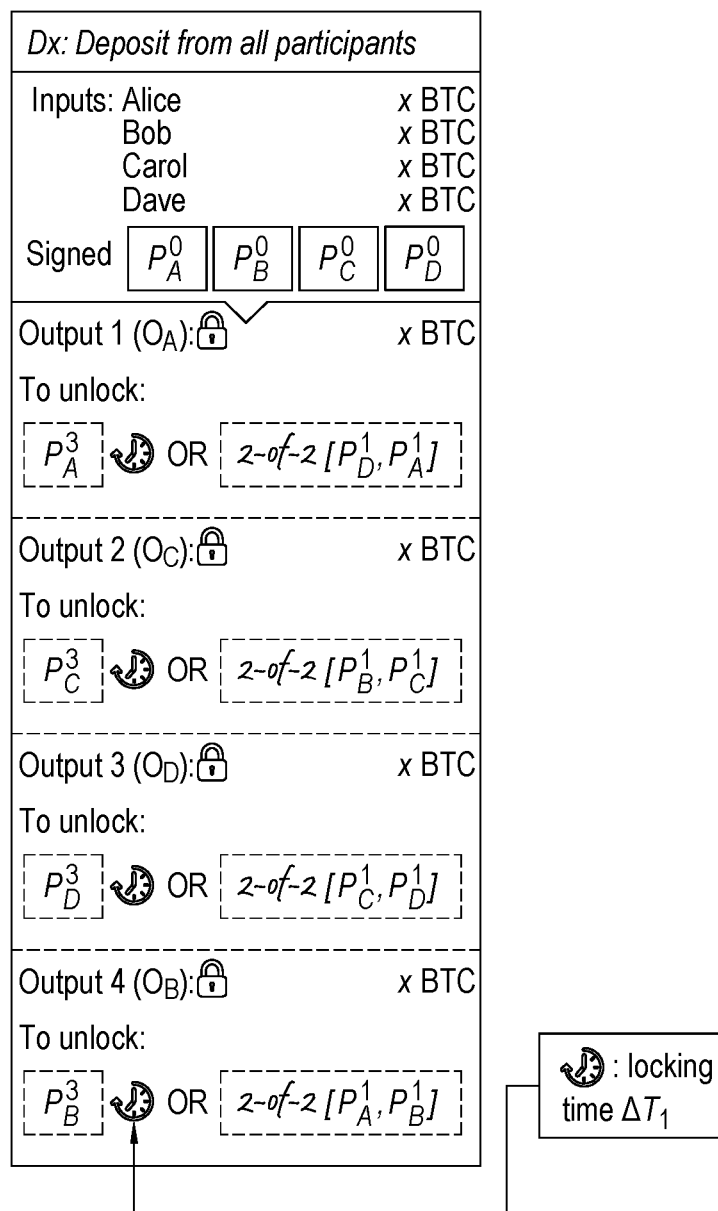 Dx: Deposit from all participants
Inputs: Alice x BTC
Bob x BTC
Carol x BTC
Dave x BTC
Signed P_A^0 P_B^0 P_C^0 P_D^0
Output 1 (O_A): x BTC
To unlock:
P_A^3 OR 2-of-2 [P_D^1, P_A^1]
Output 2 (O_C): x BTC
To unlock:
P_C^3 OR 2-of-2 [P_B^1, P_C^1]
Output 3 (O_D): x BTC
To unlock:
P_D^3 OR 2-of-2 [P_C^1, P_D^1]
Output 4 (O_B): x BTC
To unlock:
P_B^3 OR 2-of-2 [P_A^1, P_B^1]
: locking
time ΔT_1